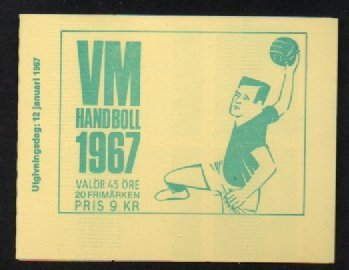 Utgivningsdag: 12 januari 1967
VM
HANDBOLL
1967
VALÖR 45 ÖRE
20 FRIMÄRKEN
PRIS 9 KR